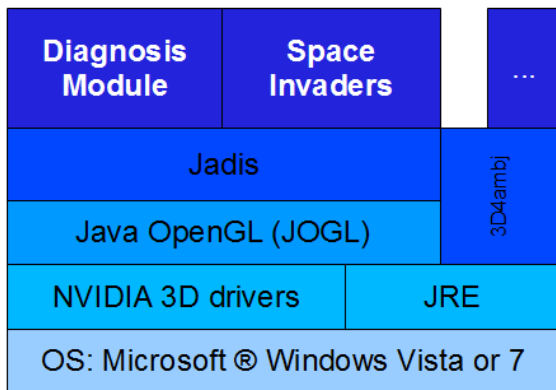 Diagnosis
Module
Space
Invaders
...
Jadis
3D4ambj
Java OpenGL (JOGL)
NVIDIA 3D drivers
JRE
OS: Microsoft ® Windows Vista or 7